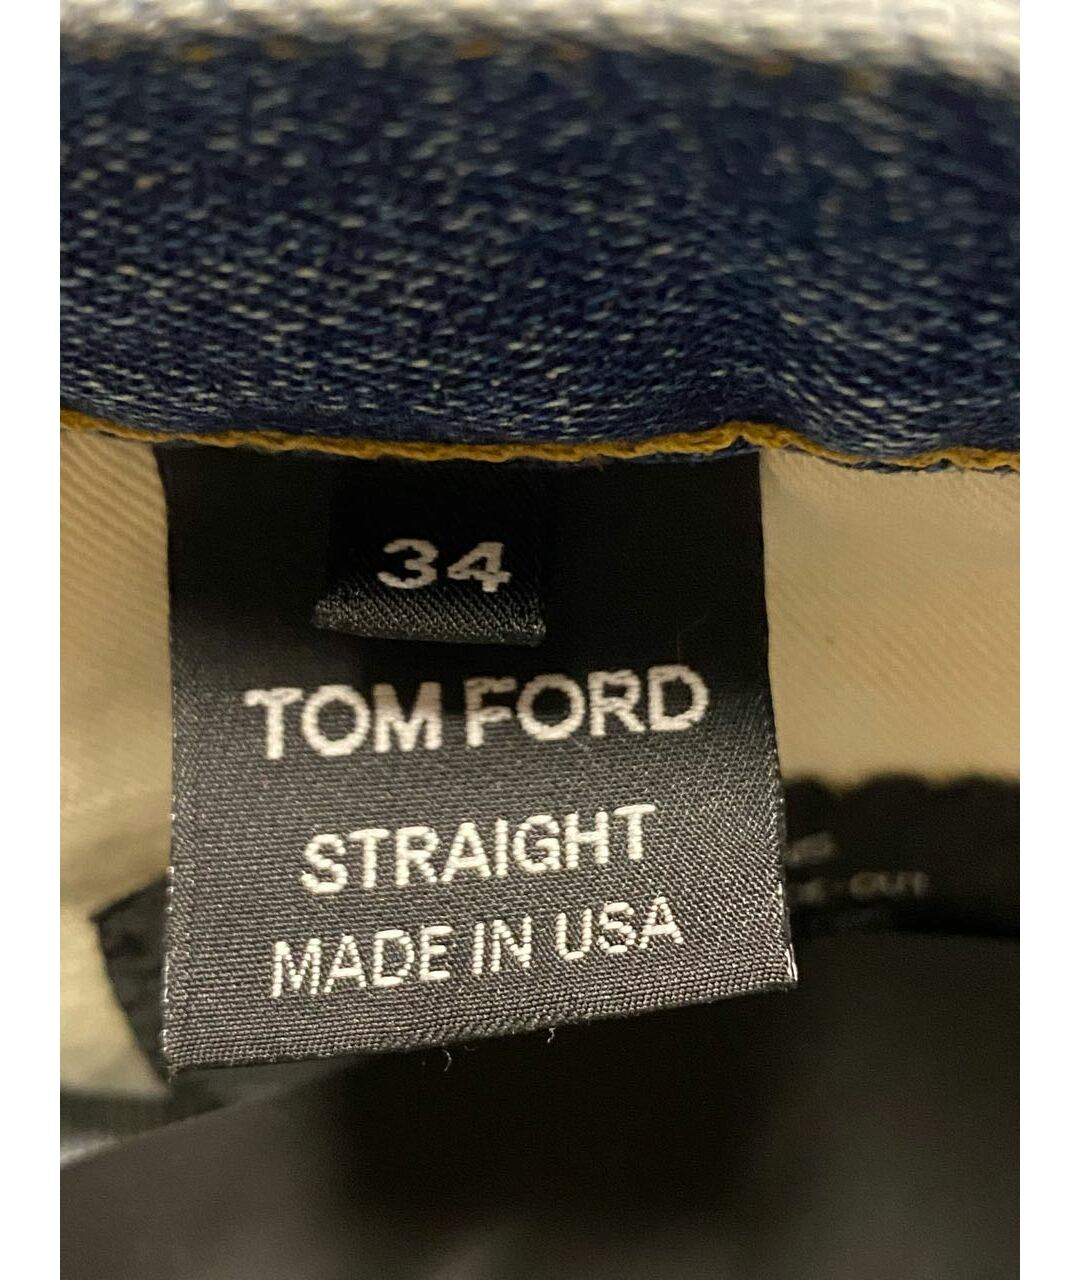 34
TOM FORD
STRAIGHT
MADE IN USA